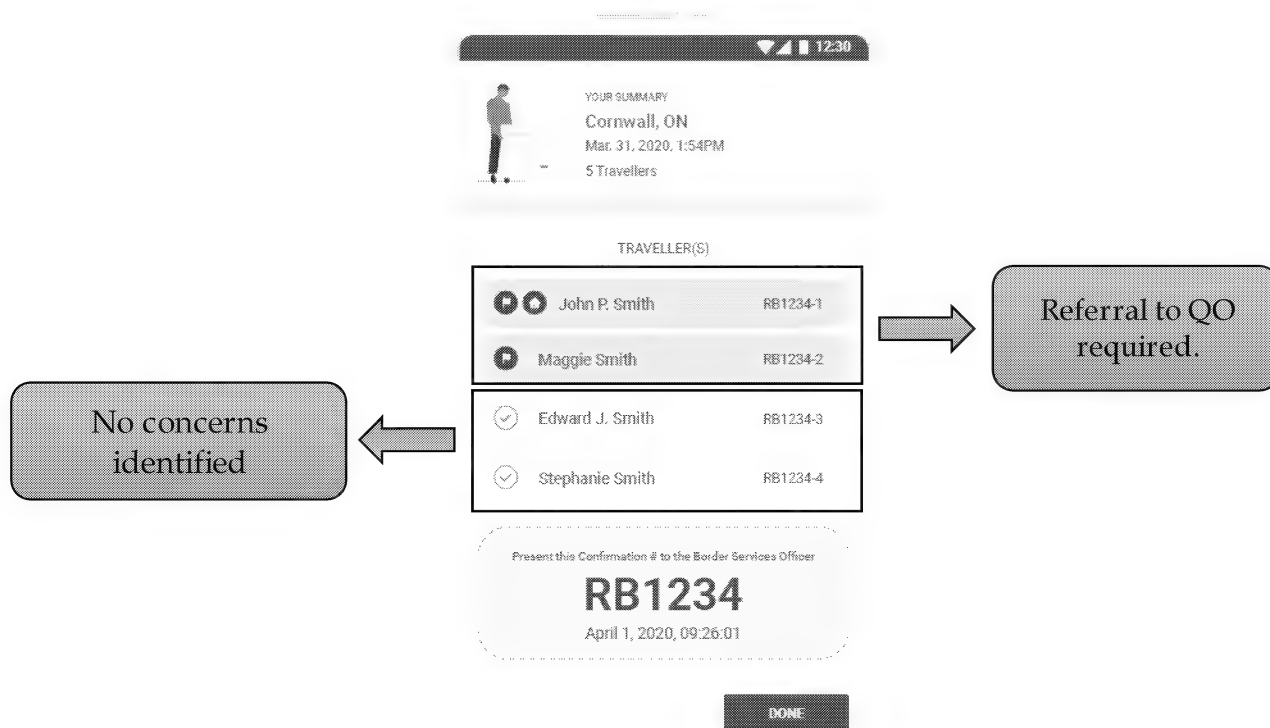 12:30
YOUR SUMMARY
Cornwall, ON
Mar. 31, 2020, 1:54PM
5 Travellers
TRAVELLER(S)
John P. Smith RB1234-1
Maggie Smith RB1234-2
Referral to QO
required.
No concerns
identified
Edward J. Smith RB1234-3
Stephanie Smith RB1234-4
Present this Confirmation # to the Border Services Officer
RB1234
April 1, 2020, 09:26:01
DONE